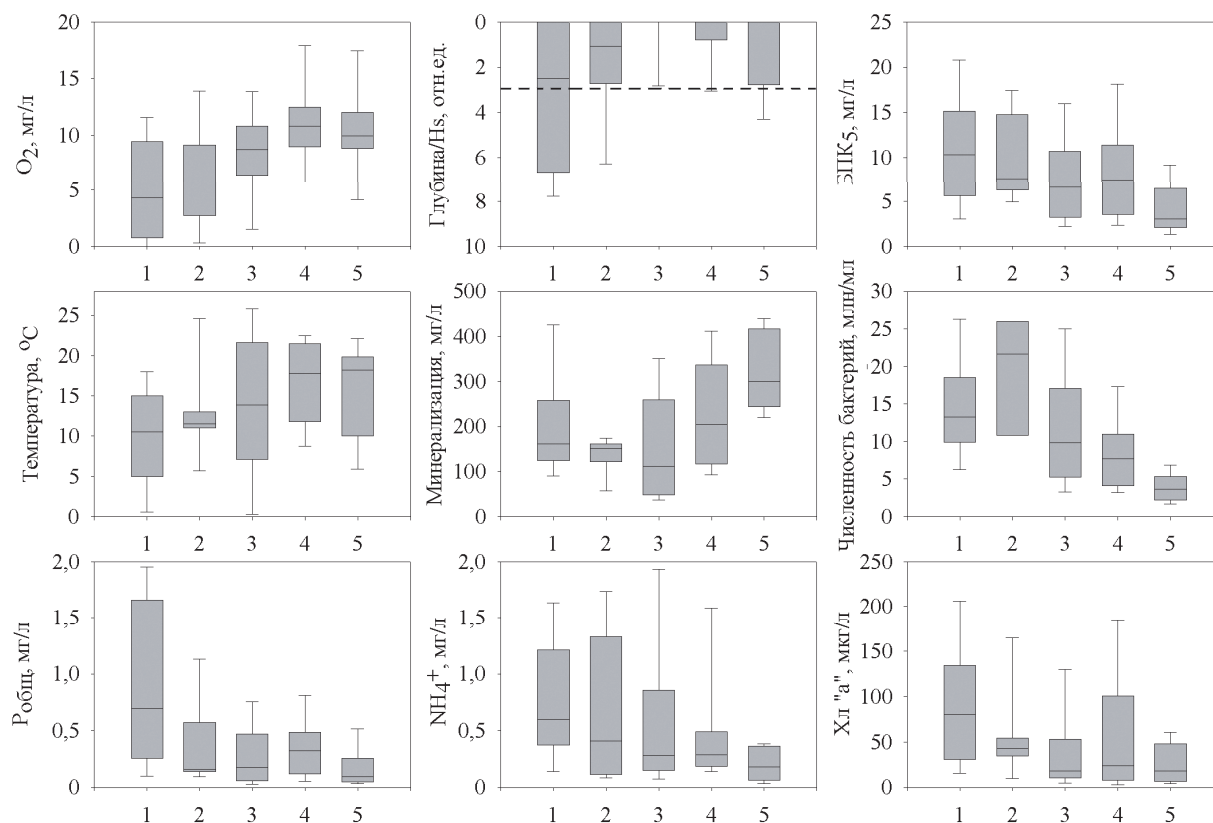 O2, мг/л
20
15
10
5
0
1 2 3 4 5
Глубина/Hs, отн.ед.
0
2
4
6
8
10
1 2 3 4 5
БПК5, мг/л
25
20
15
10
5
0
1 2 3 4 5
Температура, °C
25
20
15
10
5
0
1 2 3 4 5
Минерализация, мг/л
500
400
300
200
100
0
1 2 3 4 5
Численность бактерий, млн/мл
30
25
20
15
10
5
0
1 2 3 4 5
Pобщ, мг/л
2,0
1,5
1,0
0,5
0
1 2 3 4 5
NH4+, мг/л
2,0
1,5
1,0
0,5
0
1 2 3 4 5
Хл "а", мкг/л
250
200
150
100
50
0
1 2 3 4 5